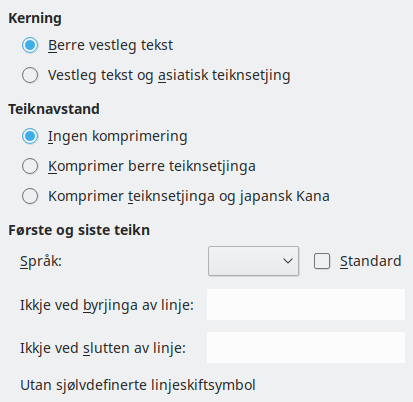 Kerning
Berre vestleg tekst
Vestleg tekst og asiatisk teiknsetjing
Teiknavstand
Ingen komprimering
Komprimer berre teiknsetjinga
Komprimer teiknsetjinga og japansk Kana
Første og siste teikn
Språk:
Standard
Ikkje ved byrjinga av linje:
Ikkje ved slutten av linje:
Utan sjølvdefinerte linjeskiftsymbol